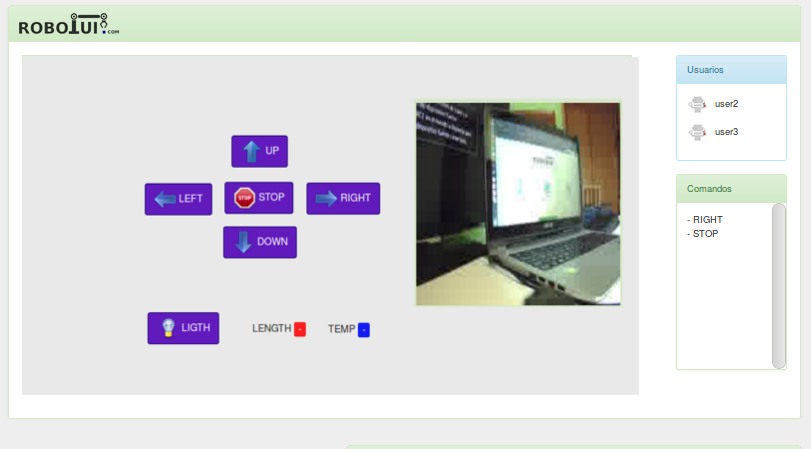 ROBOTUI.COM
Usuarios
user2
user3
UP
LEFT
STOP
STOP
RIGHT
DOWN
LIGTH
LENGTH -
TEMP -
Comandos
- RIGHT
- STOP